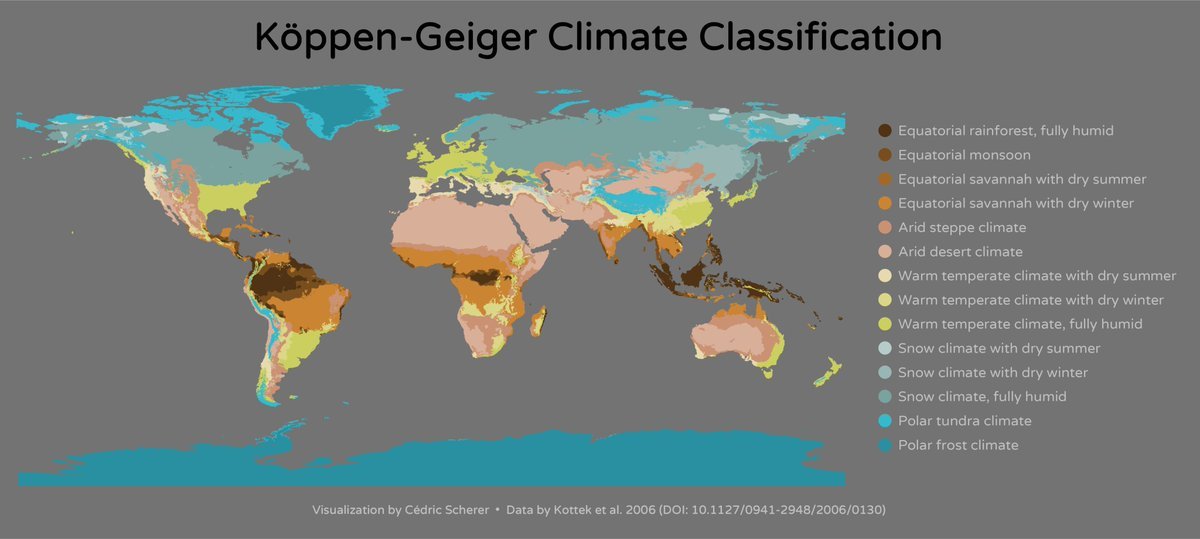 Köppen-Geiger Climate Classification
Equatorial rainforest, fully humid
Equatorial monsoon
Equatorial savannah with dry summer
Equatorial savannah with dry winter
Arid steppe climate
Arid desert climate
Warm temperate climate with dry summer
Warm temperate climate with dry winter
Warm temperate climate, fully humid
Snow climate with dry summer
Snow climate with dry winter
Snow climate, fully humid
Polar tundra climate
Polar frost climate
Visualization by Cédric Scherer • Data by Kottek et al. 2006 (DOI: 10.1127/0941-2948/2006/0130)